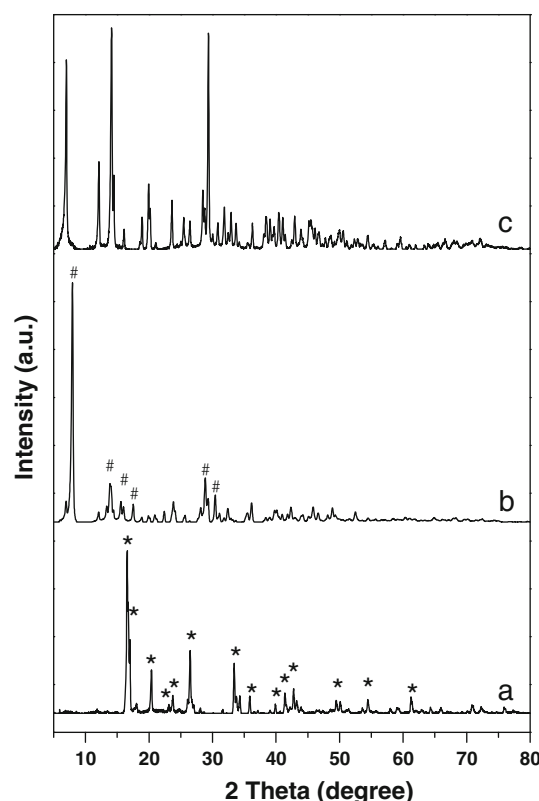 c
#
b
# # # # #
a
* * * * * * * * * * * * * *
Intensity (a.u.)
10 20 30 40 50 60 70 80
2 Theta (degree)